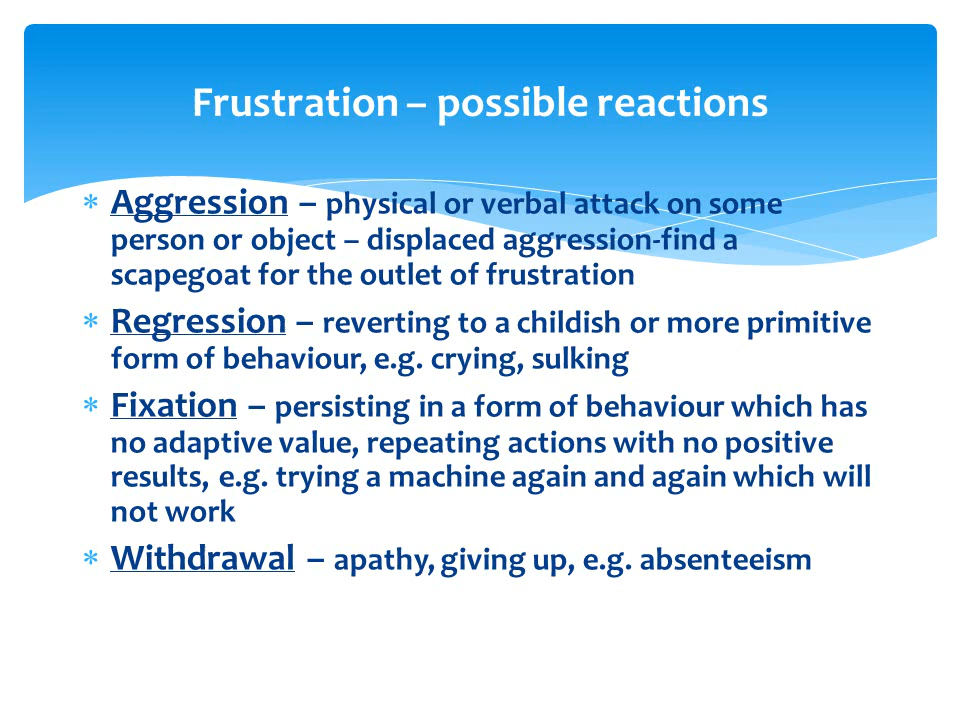 Frustration – possible reactions
* Aggression – physical or verbal attack on some
person or object – displaced aggression-find a
scapegoat for the outlet of frustration
* Regression – reverting to a childish or more primitive
form of behaviour, e.g. crying, sulking
* Fixation – persisting in a form of behaviour which has
no adaptive value, repeating actions with no positive
results, e.g. trying a machine again and again which will
not work
* Withdrawal – apathy, giving up, e.g. absenteeism